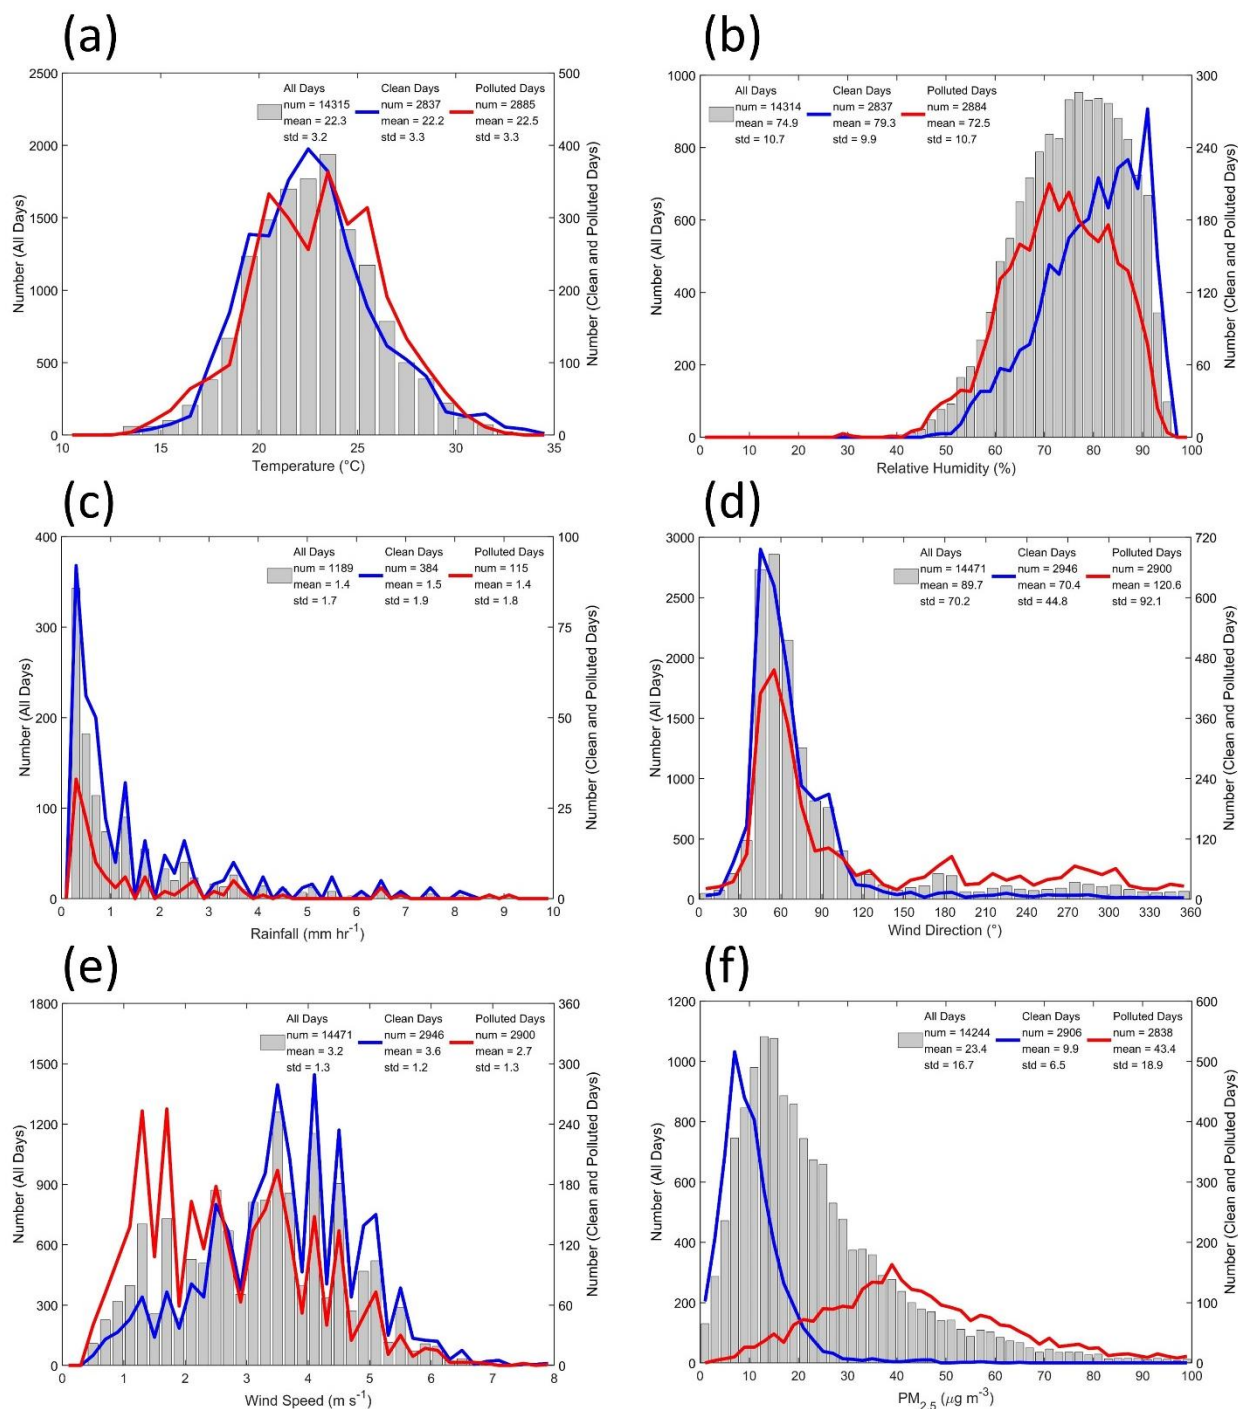 (a)
2500
2000
1500
1000
500
0
Number (All Days)
500
400
300
200
100
0
Number (Clean and Polluted Days)
All Days Clean Days Polluted Days
num = 14315 num = 2837 num = 2885
mean = 22.3 mean = 22.2 mean = 22.5
std = 3.2 std = 3.3 std = 3.3
10 15 20 25 30 35
Temperature (°C)
(b)
1000
800
600
400
200
0
Number (All Days)
300
240
180
120
60
0
Number (Clean and Polluted Days)
All Days Clean Days Polluted Days
num = 14314 num = 2837 num = 2884
mean = 74.9 mean = 79.3 mean = 72.5
std = 10.7 std = 9.9 std = 10.7
0 10 20 30 40 50 60 70 80 90 100
Relative Humidity (%)
(c)
400
300
200
100
0
Number (All Days)
100
75
50
25
0
Number (Clean and Polluted Days)
All Days Clean Days Polluted Days
num = 1189 num = 384 num = 115
mean = 1.4 mean = 1.5 mean = 1.4
std = 1.7 std = 1.9 std = 1.8
0 1 2 3 4 5 6 7 8 9 10
Rainfall (mm hr⁻¹)
(d)
3000
2500
2000
1500
1000
500
0
Number (All Days)
720
600
480
360
240
120
0
Number (Clean and Polluted Days)
All Days Clean Days Polluted Days
num = 14471 num = 2946 num = 2900
mean = 89.7 mean = 70.4 mean = 120.6
std = 70.2 std = 44.8 std = 92.1
0 30 60 90 120 150 180 210 240 270 300 330 360
Wind Direction (°)
(e)
1800
1500
1200
900
600
300
0
Number (All Days)
360
300
240
180
120
60
0
Number (Clean and Polluted Days)
All Days Clean Days Polluted Days
num = 14471 num = 2946 num = 2900
mean = 3.2 mean = 3.6 mean = 2.7
std = 1.3 std = 1.2 std = 1.3
0 1 2 3 4 5 6 7 8
Wind Speed (m s⁻¹)
(f)
1200
1000
800
600
400
200
0
Number (All Days)
600
500
400
300
200
100
0
Number (Clean and Polluted Days)
All Days Clean Days Polluted Days
num = 14244 num = 2906 num = 2838
mean = 23.4 mean = 9.9 mean = 43.4
std = 16.7 std = 6.5 std = 18.9
0 10 20 30 40 50 60 70 80 90 100
PM₂.₅ (μg m⁻³)